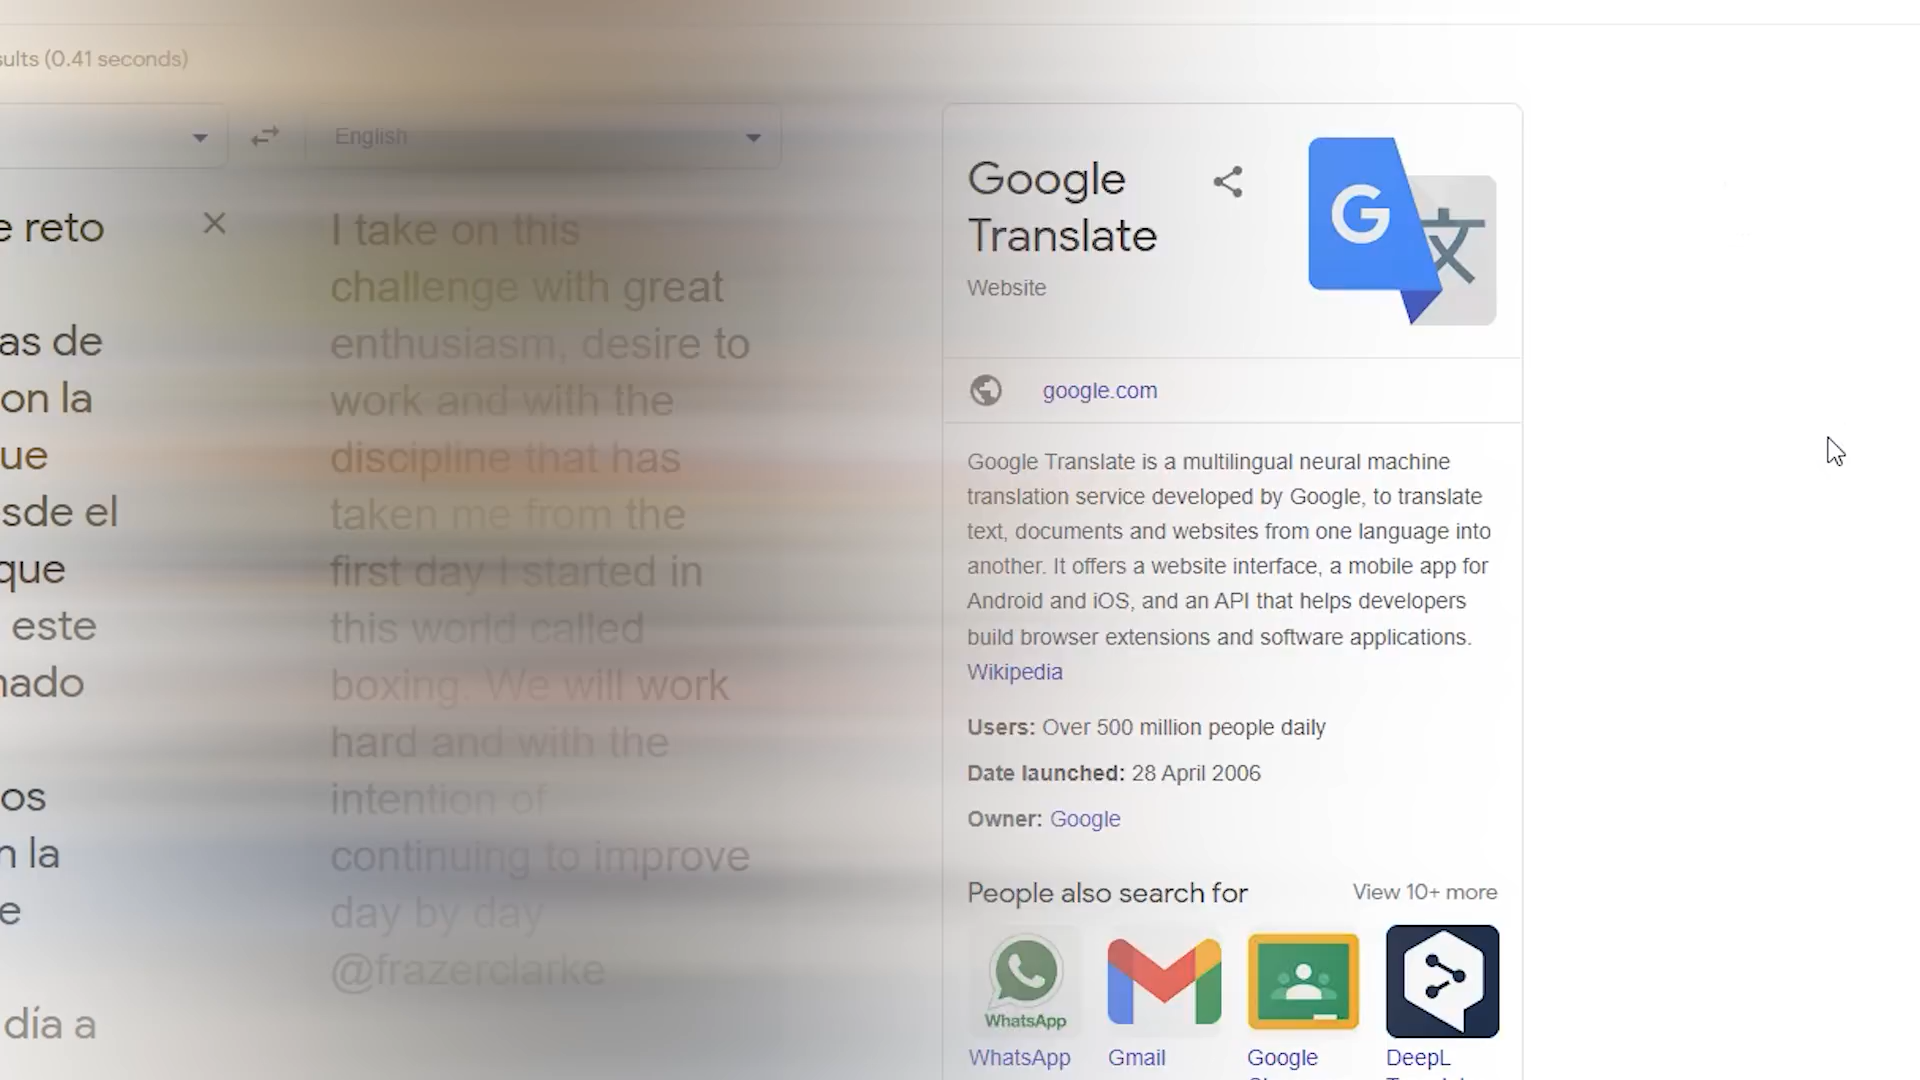 sults (0.41 seconds)
English
e reto
as de
on la
ue
sde el
que
este
nado
os
n la
e
día a
I take on this
challenge with great
enthusiasm, desire to
work and with the
discipline that has
taken me from the
first day I started in
this world called
boxing. We will work
hard and with the
intention of
continuing to improve
day by day
@frazerclarke
Google
Translate
Website
G
文
google.com
Google Translate is a multilingual neural machine
translation service developed by Google, to translate
text, documents and websites from one language into
another. It offers a website interface, a mobile app for
Android and iOS, and an API that helps developers
build browser extensions and software applications.
Wikipedia
Users: Over 500 million people daily
Date launched: 28 April 2006
Owner: Google
People also search for
View 10+ more
WhatsApp
WhatsApp
Gmail
Google
DeepL